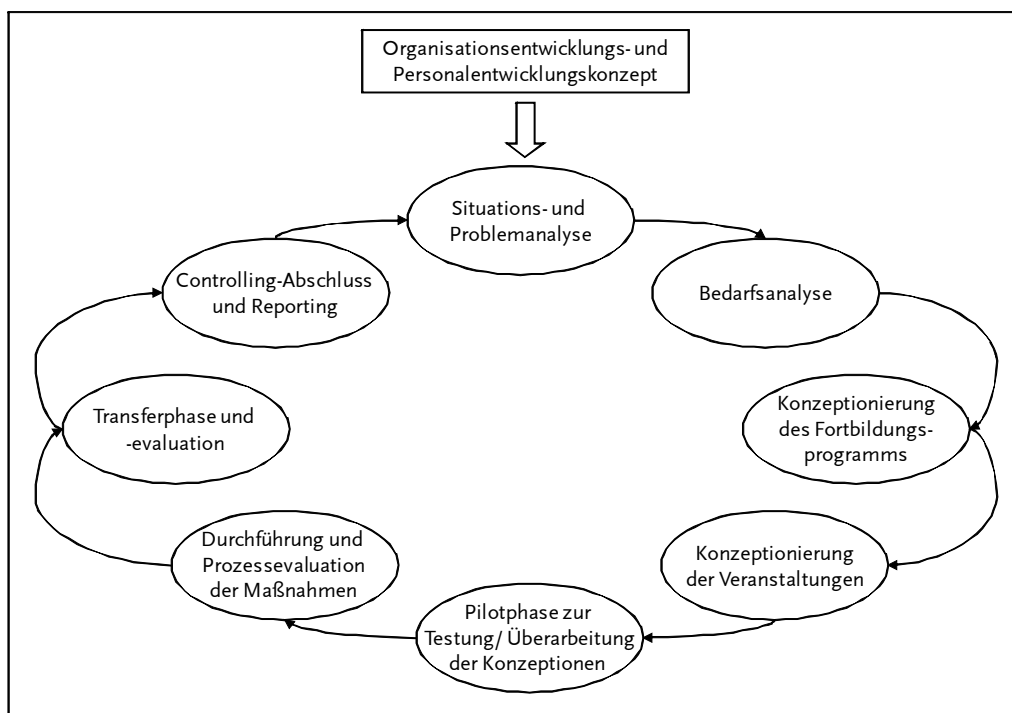 Organisationsentwicklungs- und
Personalentwicklungskonzept
Situations- und
Problemanalyse
Bedarfsanalyse
Konzeptionierung
des Fortbildungs-
programms
Konzeptionierung
der Veranstaltungen
Pilotphase zur
Testung/ Überarbeitung
der Konzeptionen
Durchführung und
Prozessevaluation
der Maßnahmen
Transferphase und
-evaluation
Controlling-Abschluss
und Reporting